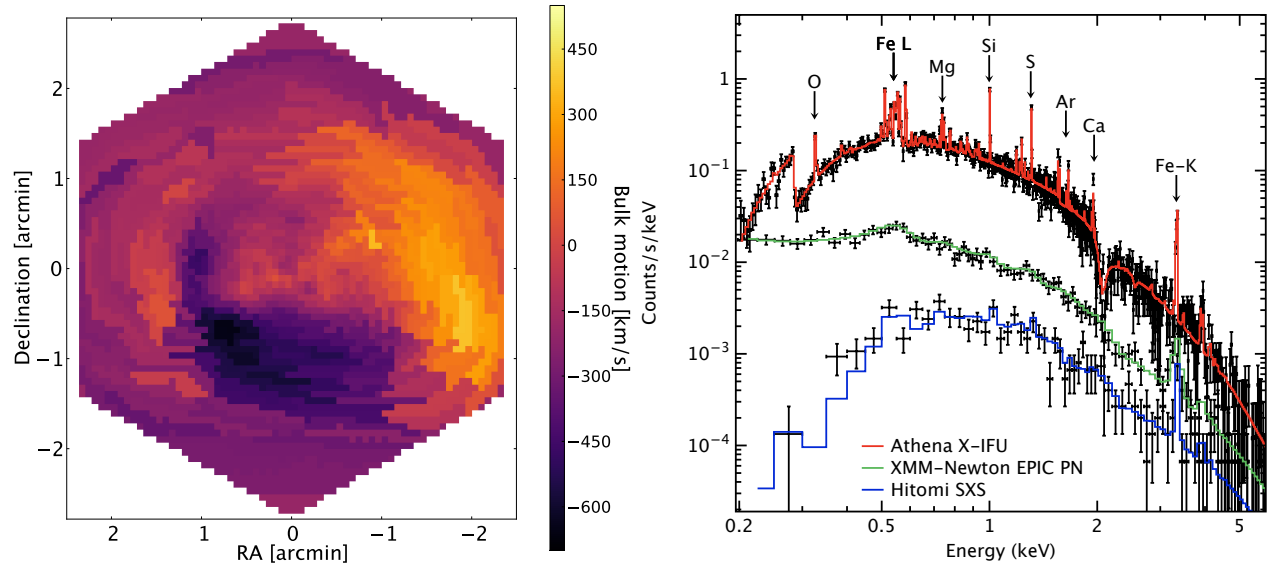 2
1
0
−1
−2
Declination [arcmin]
2
1
0
-1
-2
RA [arcmin]
450
300
150
0
−150
−300
−450
−600
Bulk motion [km/s]
Counts/s/keV
1
10⁻¹
10⁻²
10⁻³
10⁻⁴
O
Fe L
Mg
Si
S
Ar
Ca
Fe−K
Athena X−IFU
XMM−Newton EPIC PN
Hitomi SXS
0.2
0.5
1
2
5
Energy (keV)